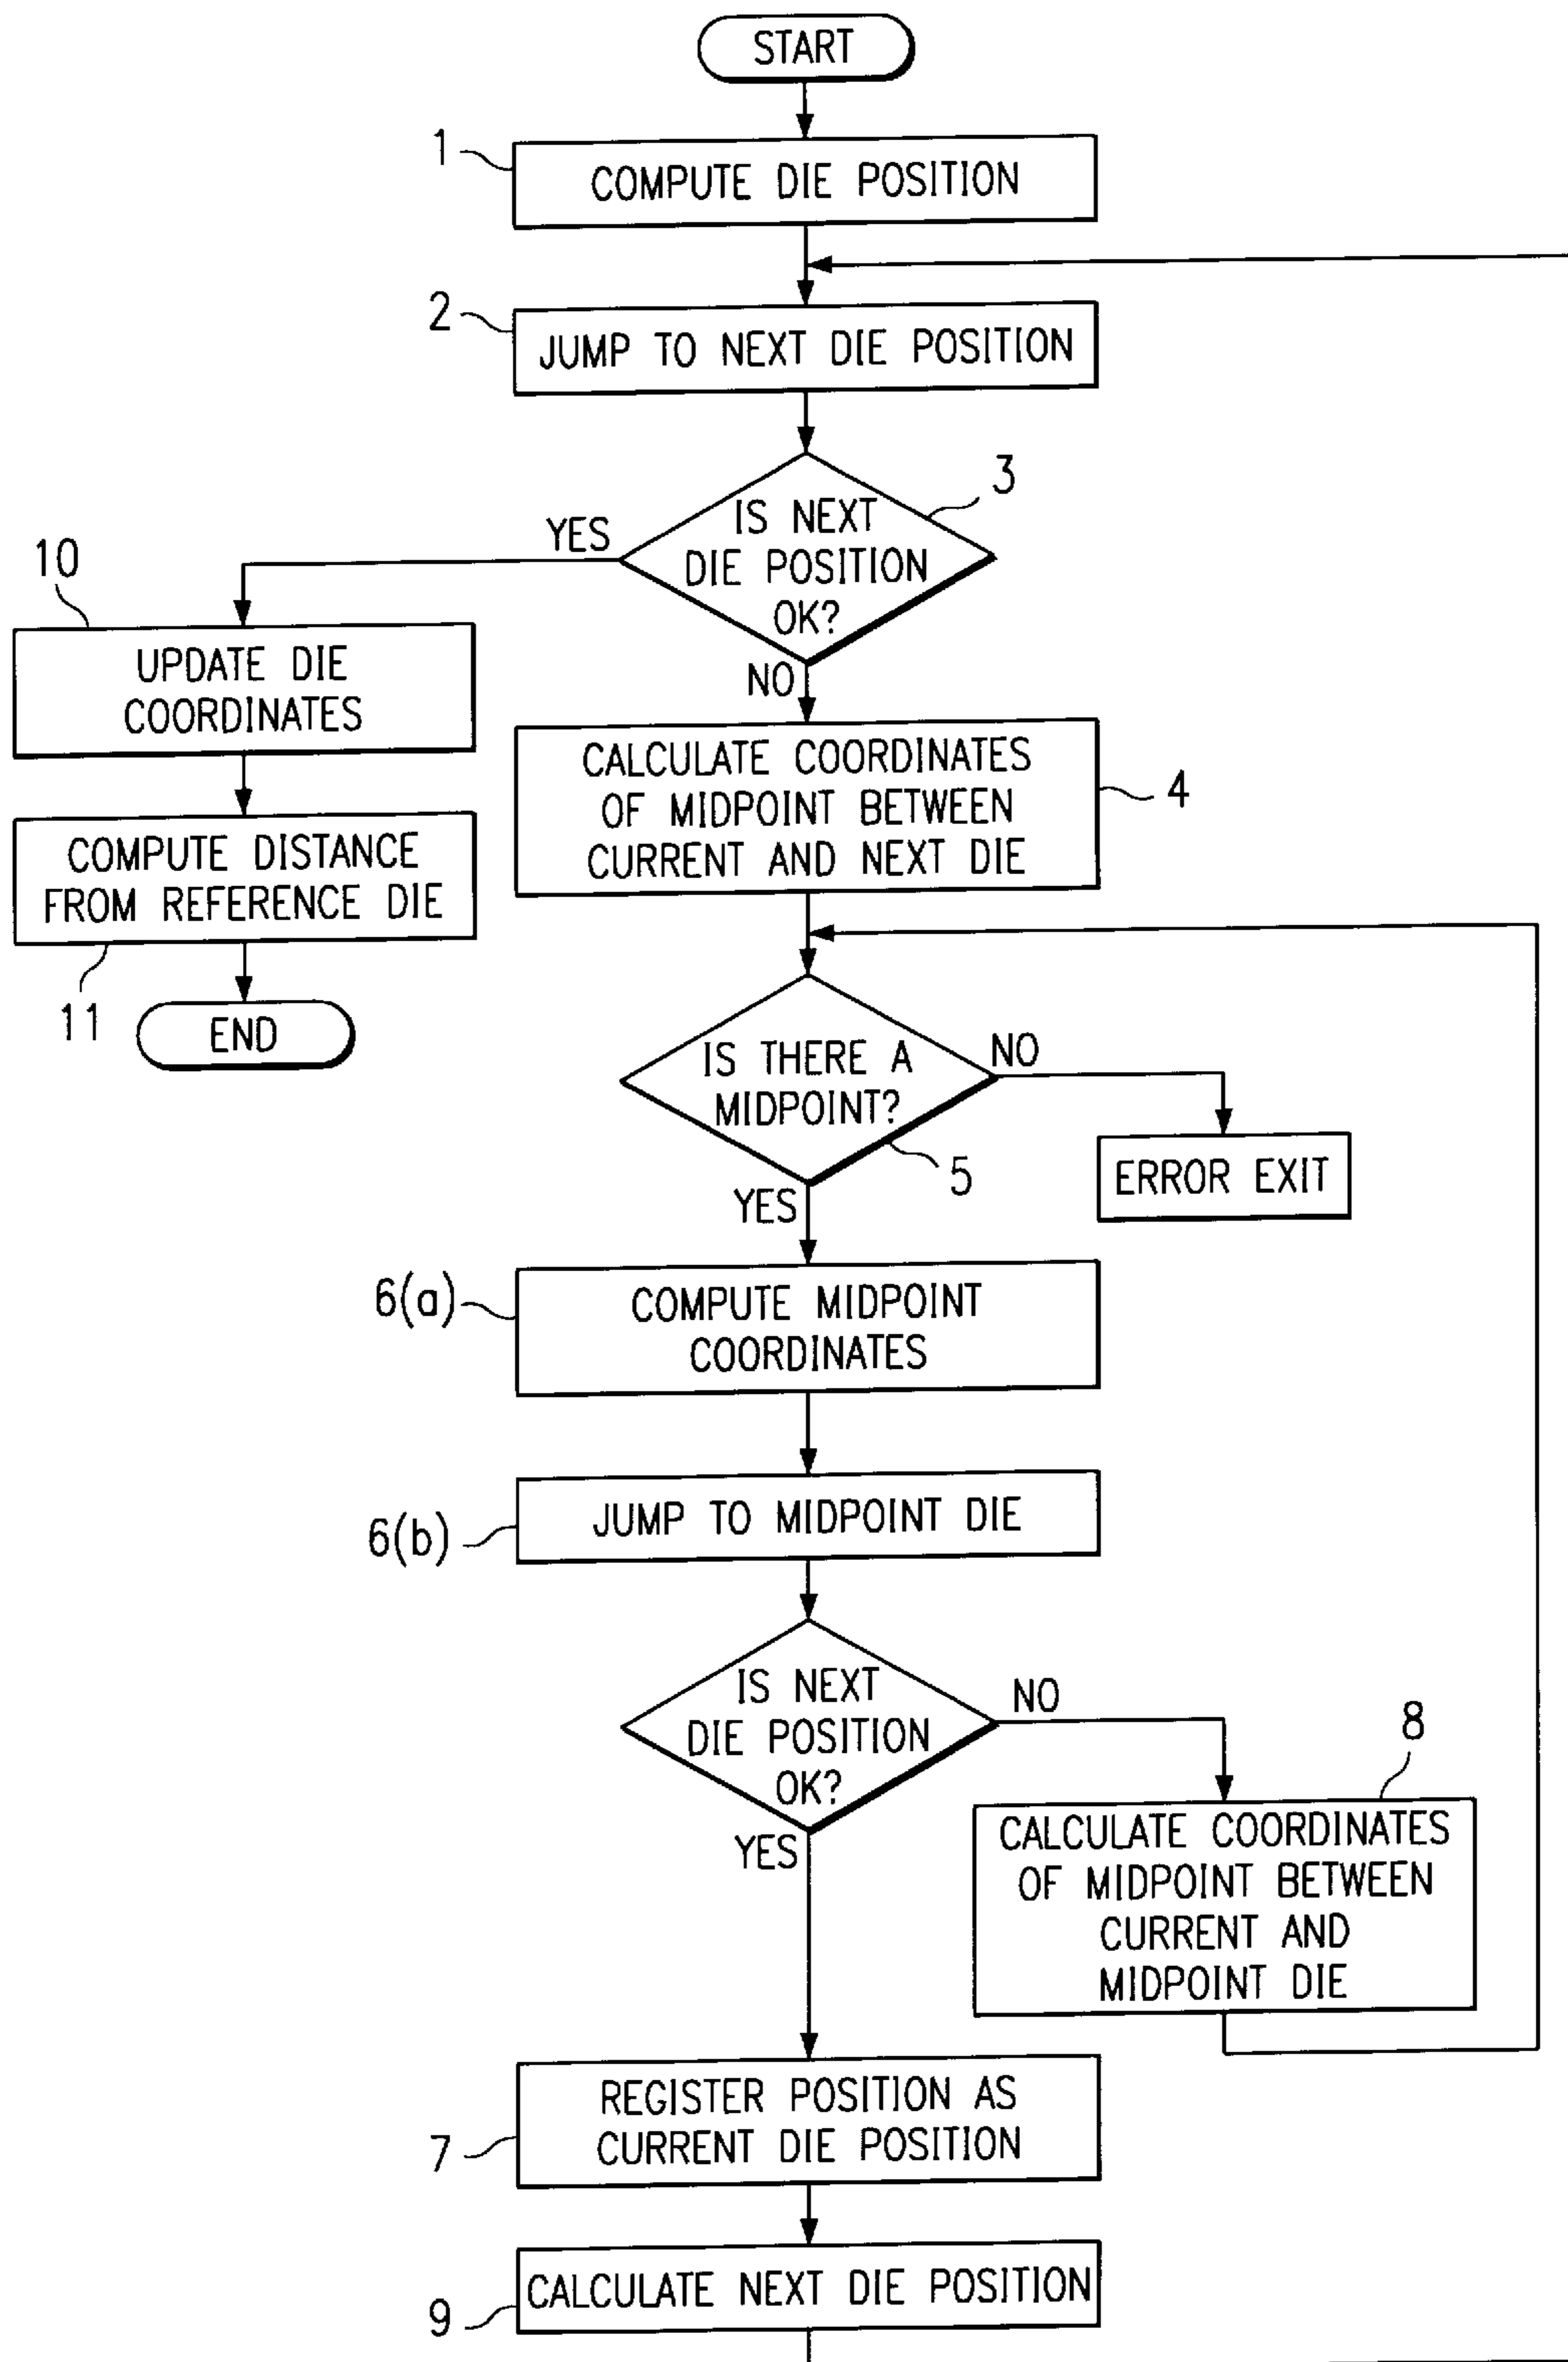 START
1
COMPUTE DIE POSITION
2
JUMP TO NEXT DIE POSITION
3
IS NEXT
DIE POSITION
OK?
YES
NO
10
UPDATE DIE
COORDINATES
COMPUTE DISTANCE
FROM REFERENCE DIE
11
END
CALCULATE COORDINATES
OF MIDPOINT BETWEEN
CURRENT AND NEXT DIE
4
IS THERE A
MIDPOINT?
NO
5
YES
ERROR EXIT
6(a)
COMPUTE MIDPOINT
COORDINATES
6(b)
JUMP TO MIDPOINT DIE
IS NEXT
DIE POSITION
OK?
NO
YES
8
CALCULATE COORDINATES
OF MIDPOINT BETWEEN
CURRENT AND
MIDPOINT DIE
REGISTER POSITION AS
CURRENT DIE POSITION
7
CALCULATE NEXT DIE POSITION
9